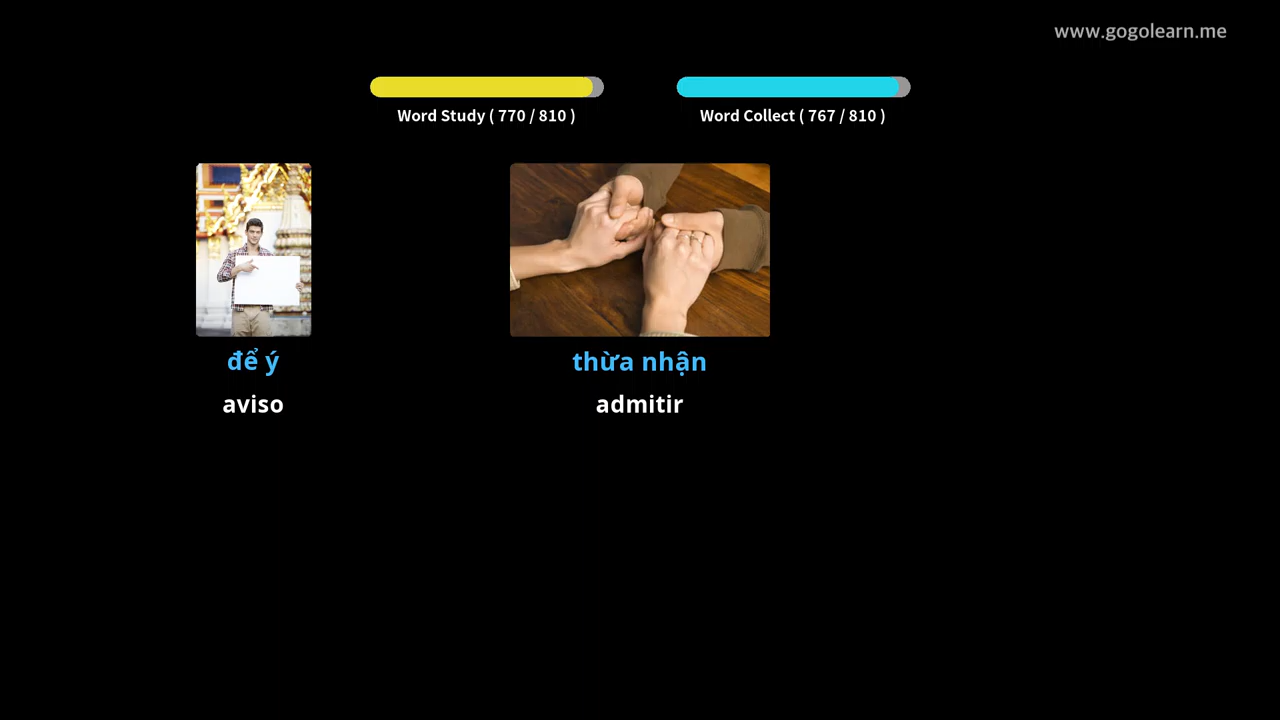 www.gogolearn.me
Word Study ( 770 / 810 )
Word Collect ( 767 / 810 )
để ý
thừa nhận
aviso
admitir